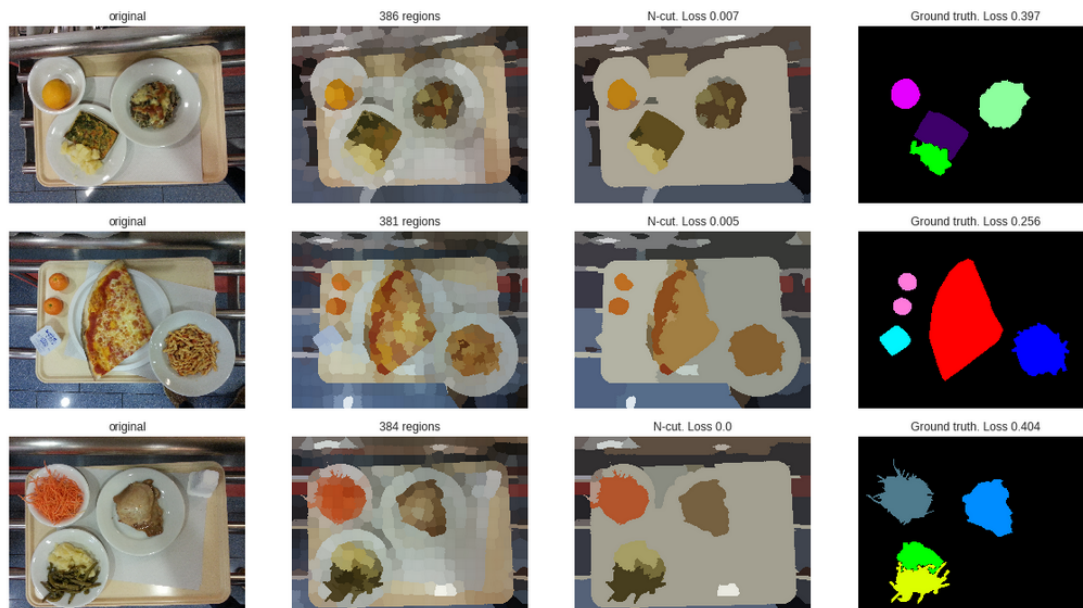 original
386 regions
N-cut. Loss 0.007
Ground truth. Loss 0.397
original
381 regions
N-cut. Loss 0.005
Ground truth. Loss 0.256
original
384 regions
N-cut. Loss 0.0
Ground truth. Loss 0.404